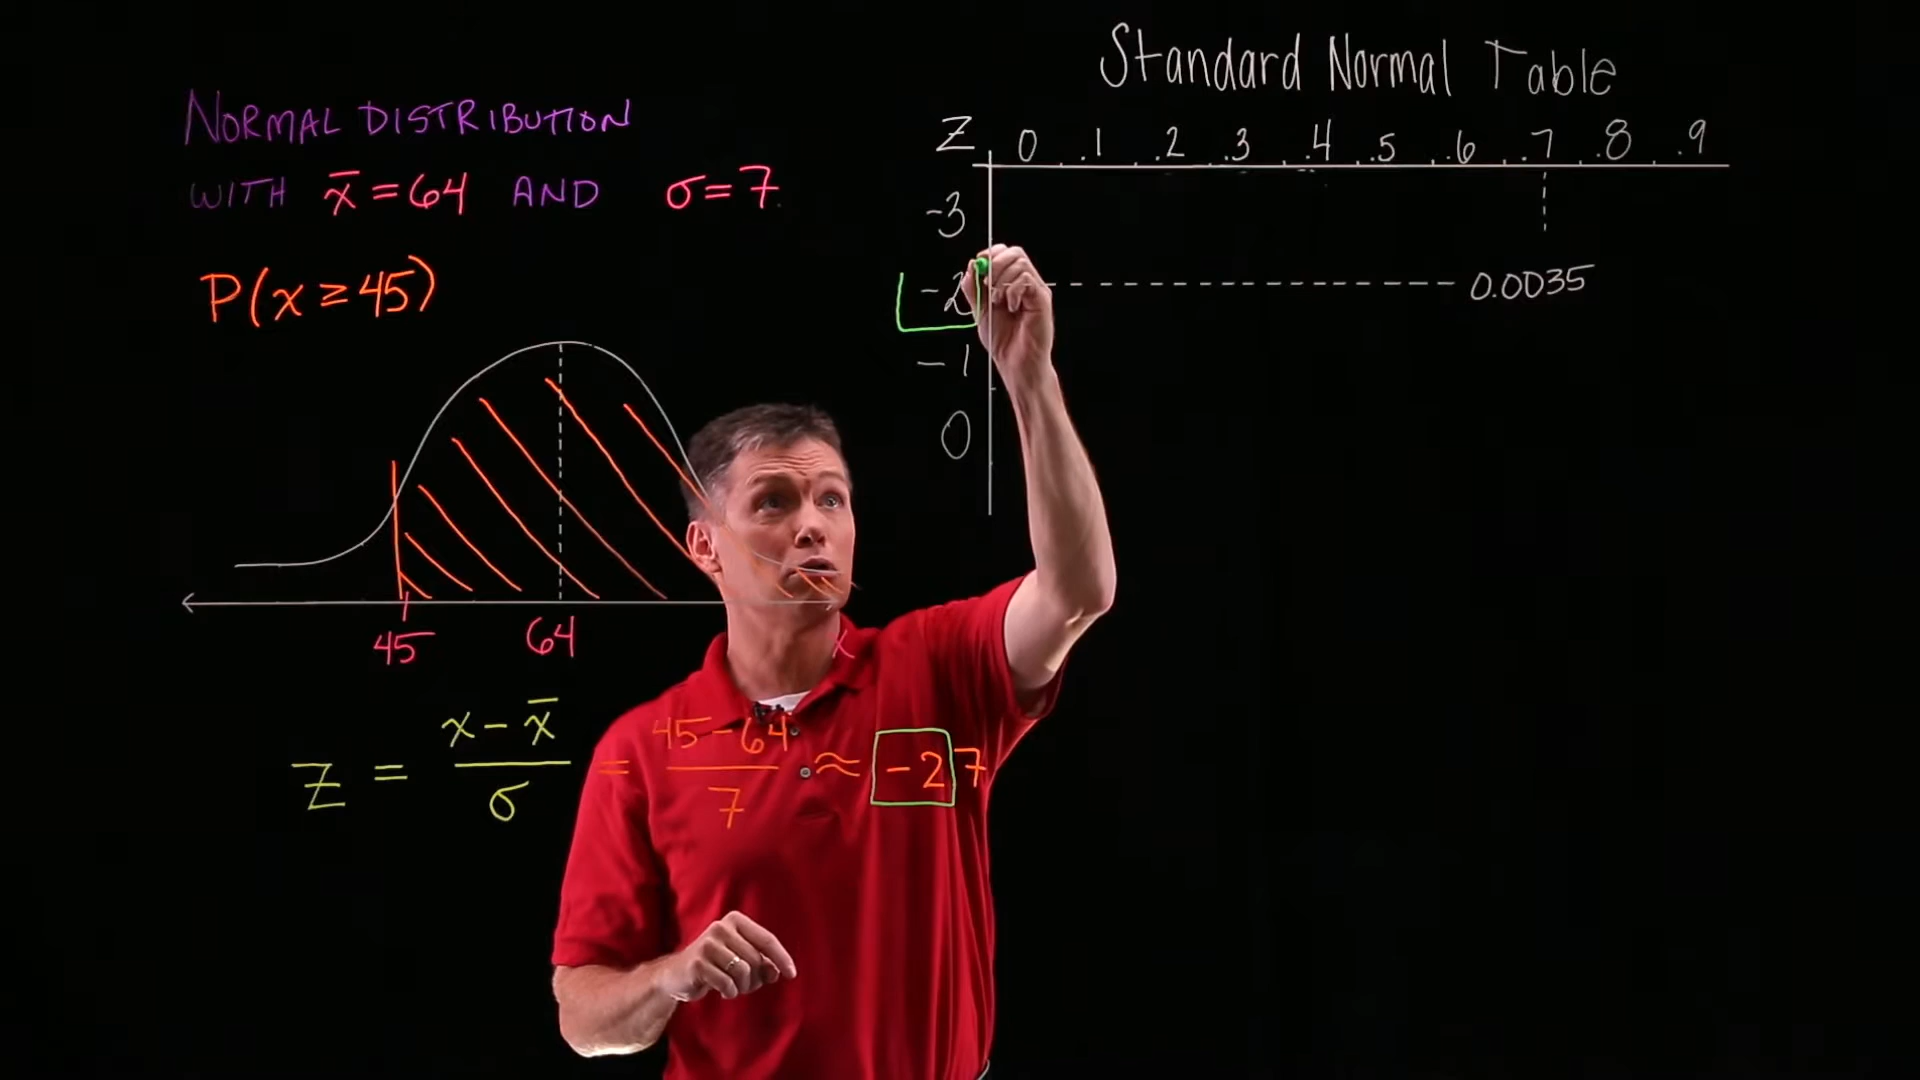 NORMAL DISTRIBUTION
WITH x̄ = 64 AND σ = 7
P(x ≥ 45)
45 64 x
z = (x - x̄)/σ = (45 - 64)/7 ≈ -2.7
Standard Normal Table
Z 0 .1 .2 .3 .4 .5 .6 .7 .8 .9
-3
-2 0.0035
-1
0